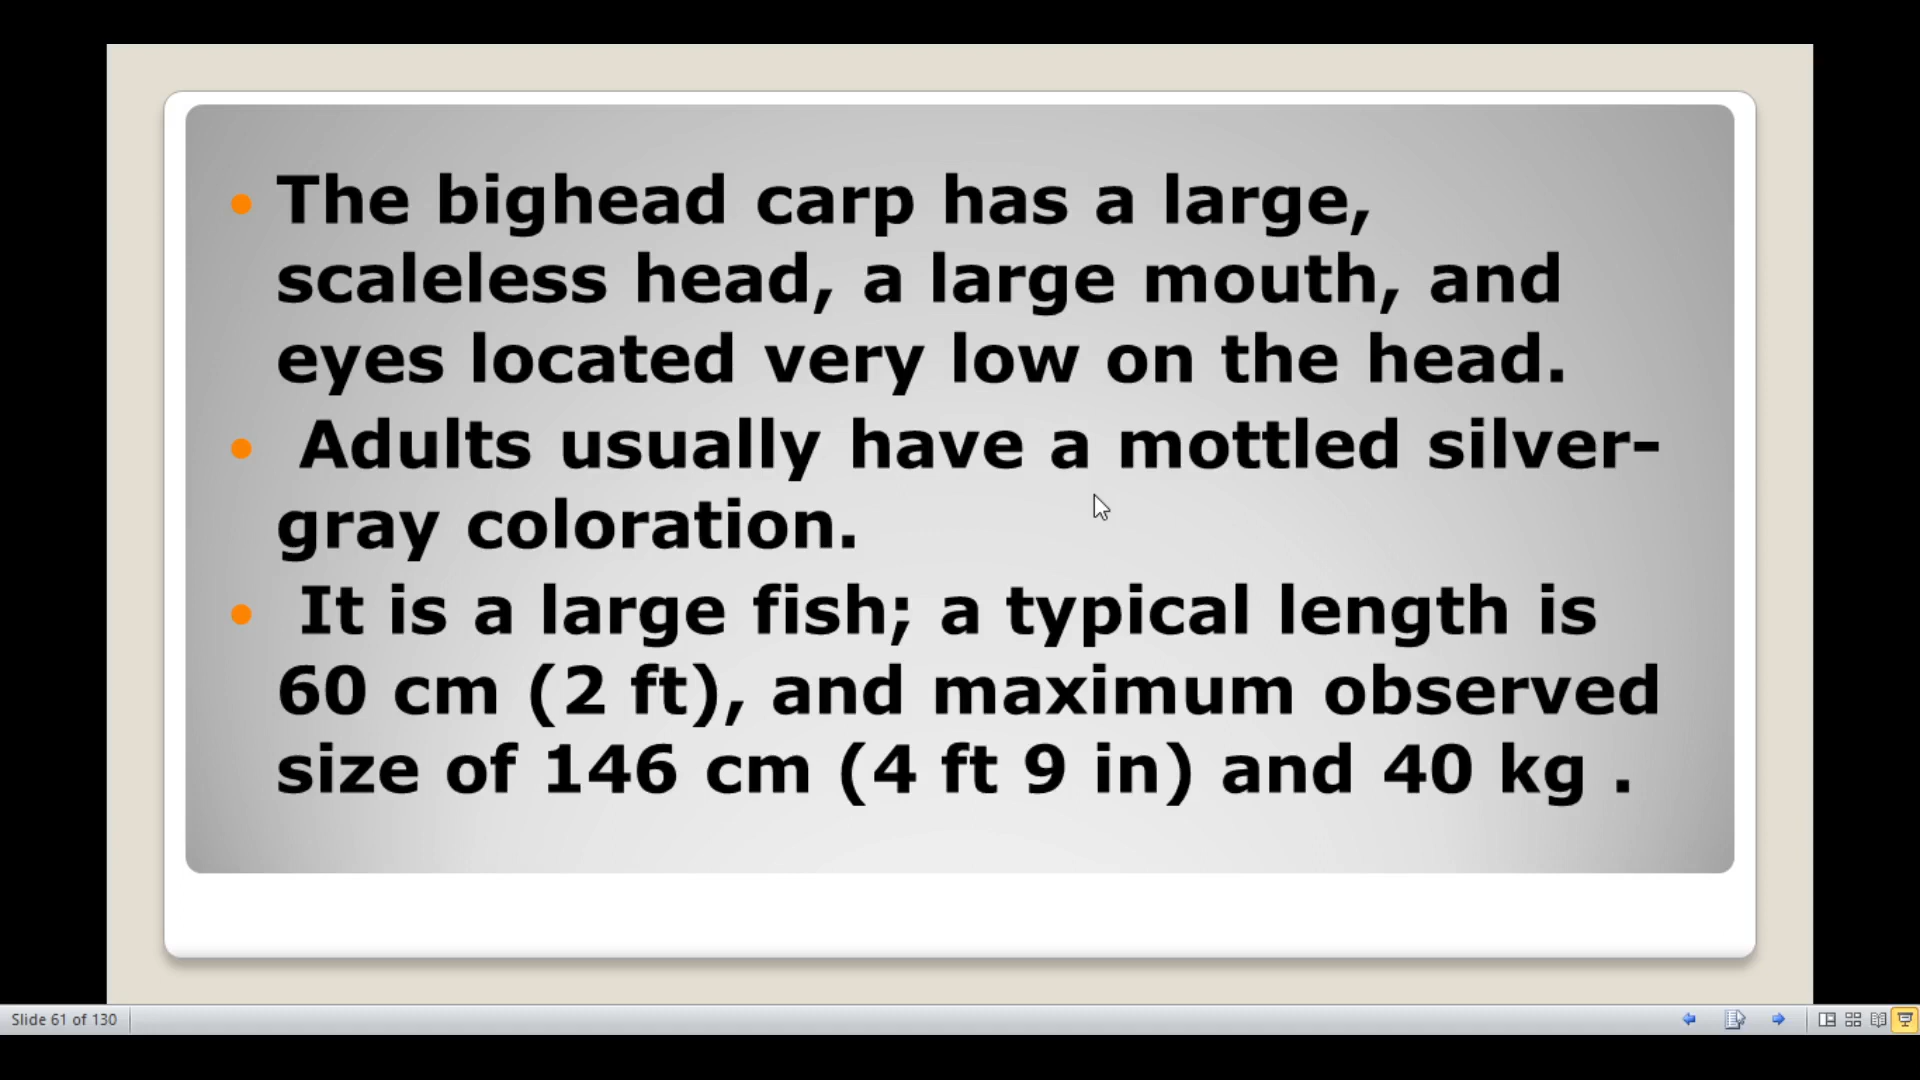 The bighead carp has a large,
scaleless head, a large mouth, and
eyes located very low on the head.
Adults usually have a mottled silver-
gray coloration.
It is a large fish; a typical length is
60 cm (2 ft), and maximum observed
size of 146 cm (4 ft 9 in) and 40 kg .
Slide 61 of 130